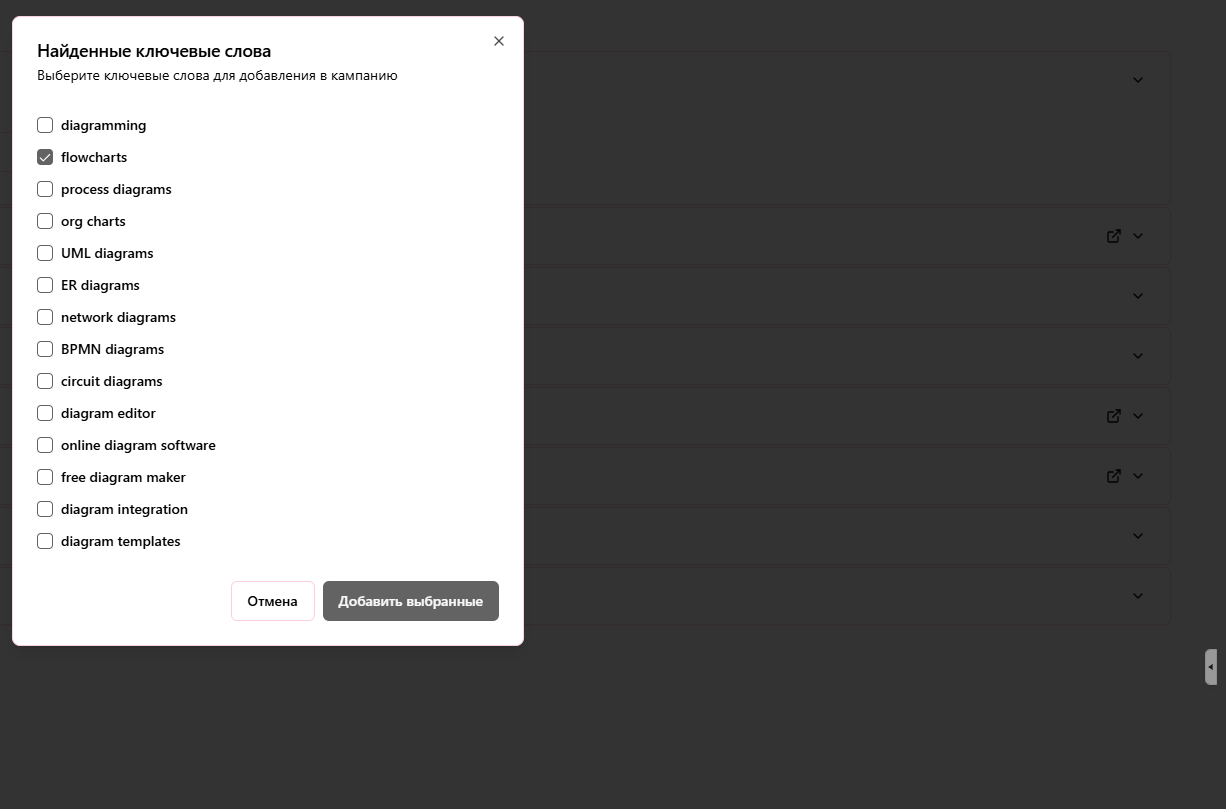 Найденные ключевые слова
Выберите ключевые слова для добавления в кампанию
diagramming
flowcharts
process diagrams
org charts
UML diagrams
ER diagrams
network diagrams
BPMN diagrams
circuit diagrams
diagram editor
online diagram software
free diagram maker
diagram integration
diagram templates
Отмена
Добавить выбранные